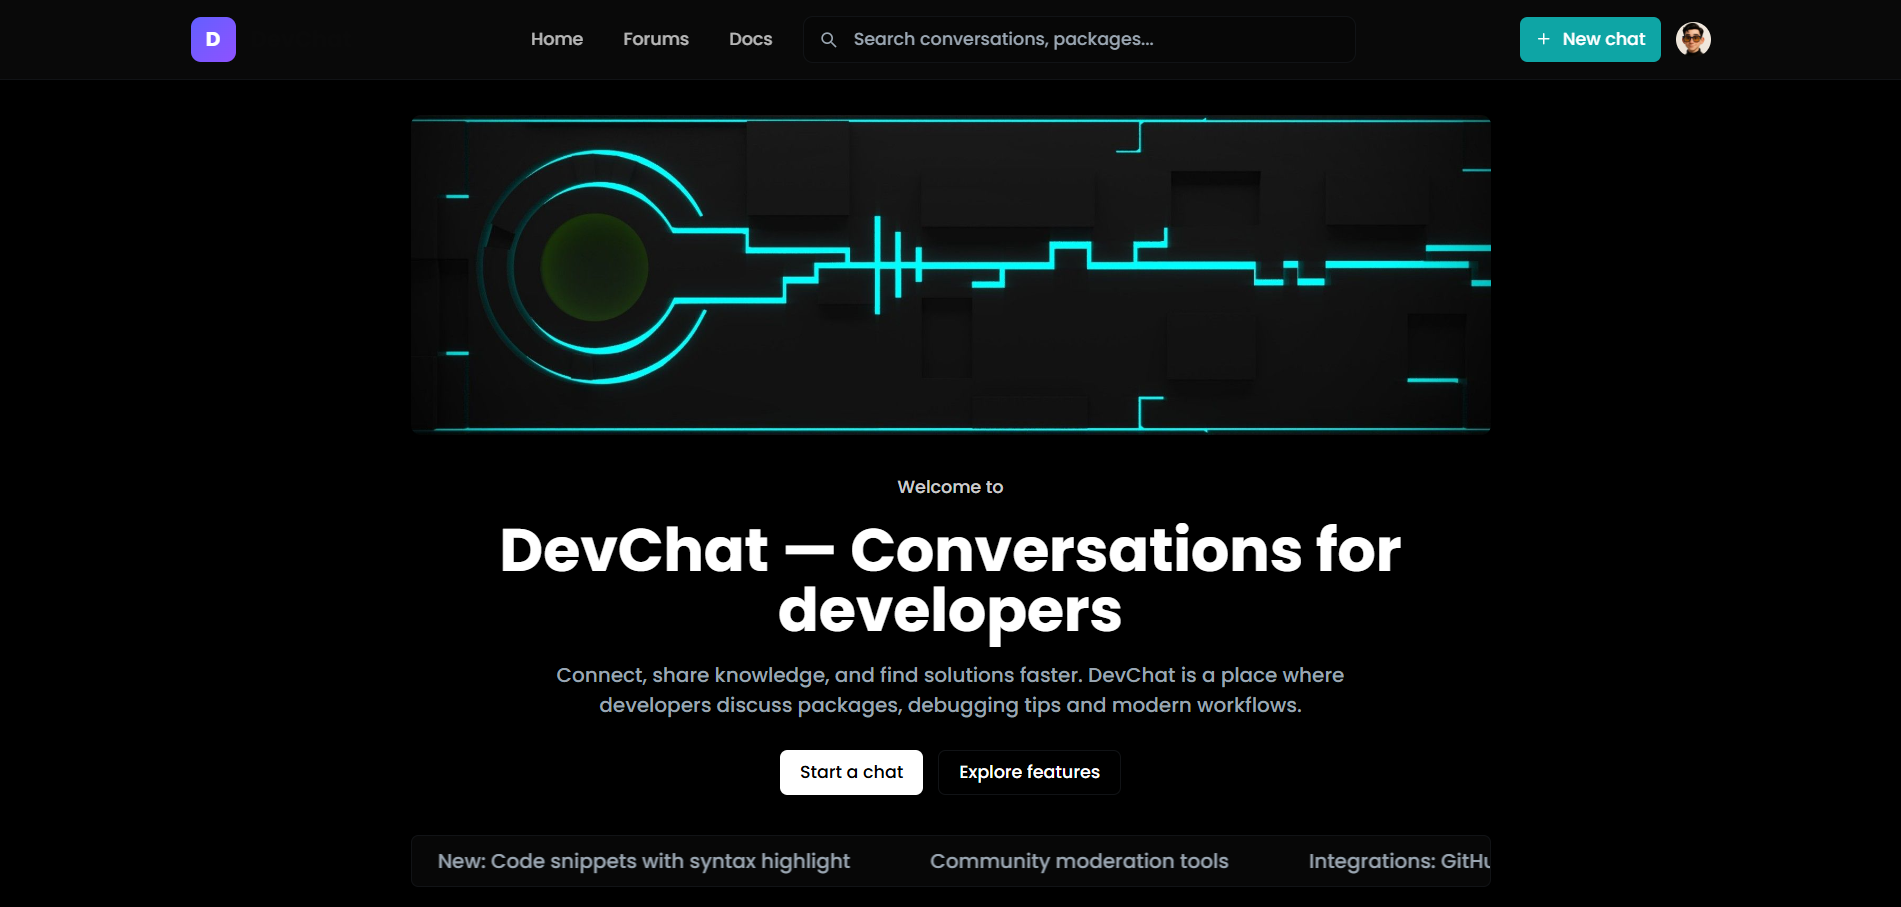 D
Home Forums Docs Search conversations, packages... + New chat
Welcome to
DevChat — Conversations for
developers
Connect, share knowledge, and find solutions faster. DevChat is a place where
developers discuss packages, debugging tips and modern workflows.
Start a chat Explore features
New: Code snippets with syntax highlight Community moderation tools Integrations: